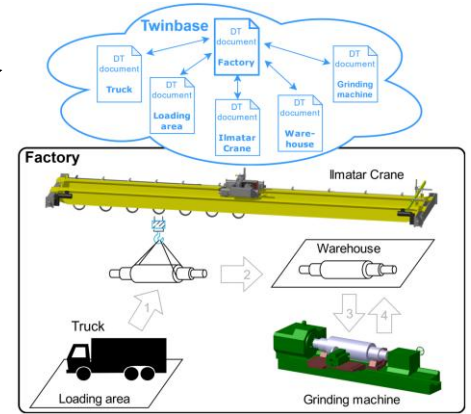 Twinbase
DT
document
Truck
DT
document
Loading
area
DT
document
Factory
DT
document
Ilmatar
Crane
DT
document
Ware-
house
DT
document
Grinding
machine
Factory
Ilmatar Crane
Warehouse
1
2
3
4
Truck
Loading area
Grinding machine